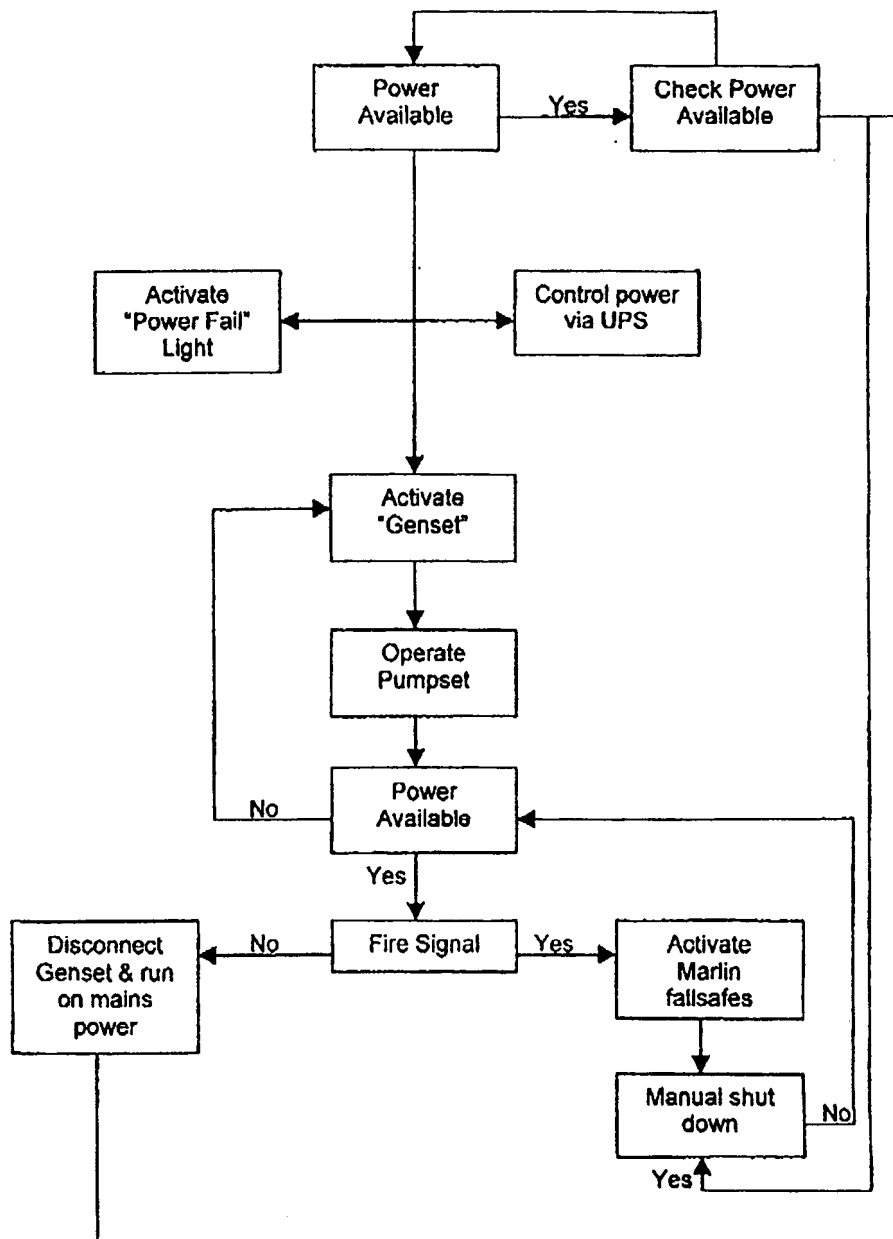 Power
Available
Yes
Check Power
Available
Activate
"Power Fail"
Light
Control power
via UPS
Activate
"Genset"
Operate
Pumpset
Power
Available
No
Yes
Fire Signal
No
Yes
Disconnect
Genset & run
on mains
power
Activate
Marlin
failsafes
Manual shut
down
No
Yes